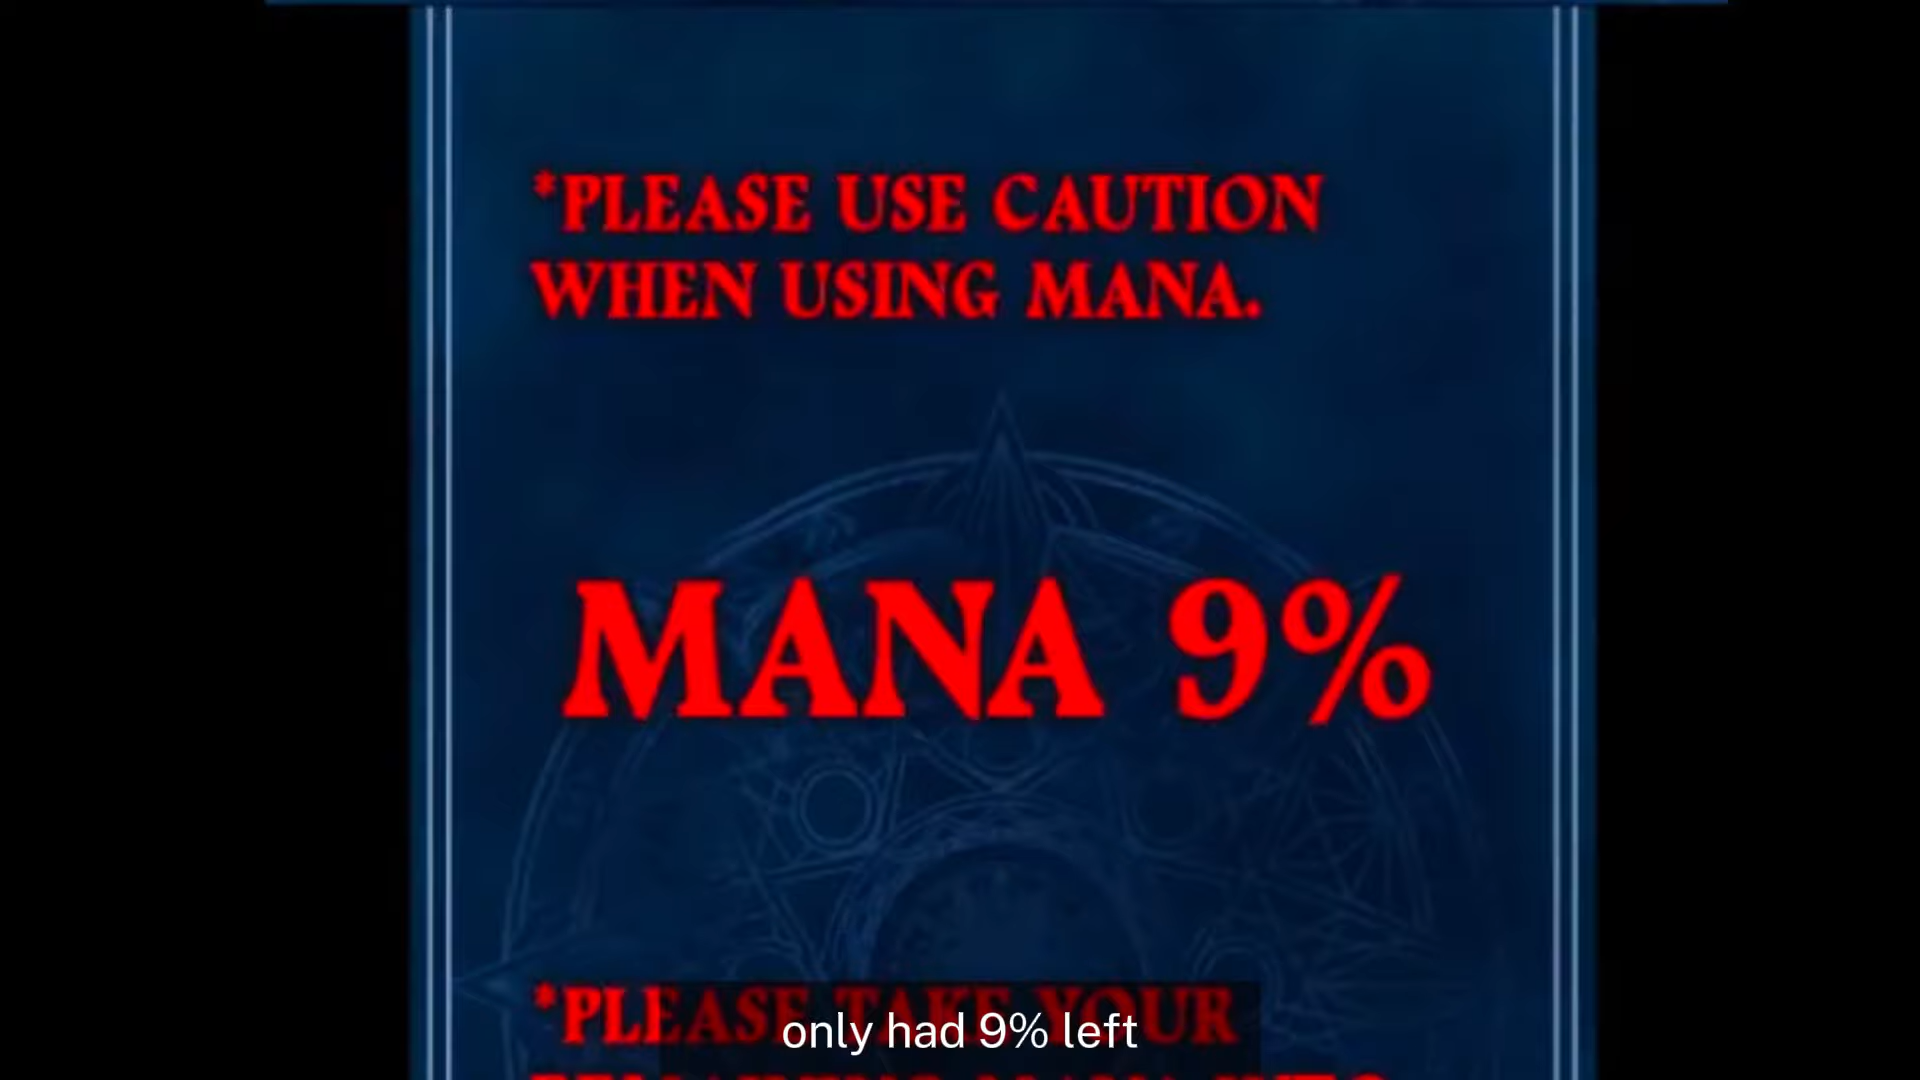 *PLEASE USE CAUTION
WHEN USING MANA.
MANA 9%
*PLEASE TAKE YOUR
only had 9% left